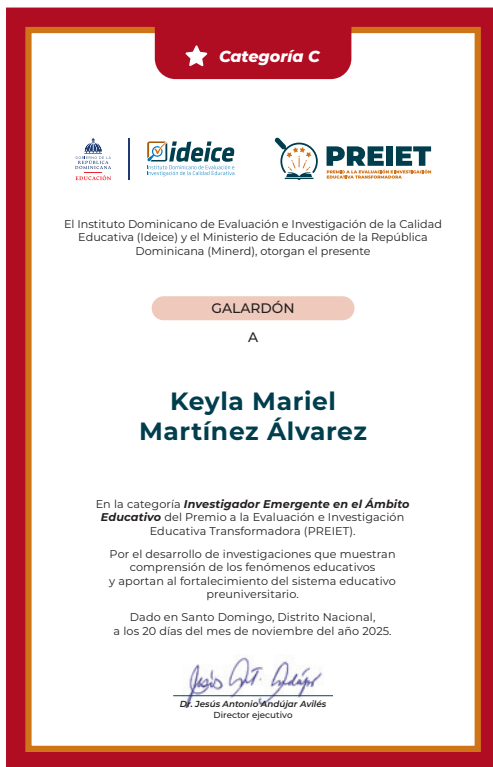 Categoría C
GOBIERNO DE LA
REPÚBLICA
DOMINICANA
EDUCACIÓN
ideice
Instituto Dominicano de Evaluación e
Investigación de la Calidad Educativa
PREIET
PREMIO A LA EVALUACIÓN E INVESTIGACIÓN
EDUCATIVA TRANSFORMADORA
El Instituto Dominicano de Evaluación e Investigación de la Calidad
Educativa (Ideice) y el Ministerio de Educación de la República
Dominicana (Minerd), otorgan el presente
GALARDÓN
A
Keyla Mariel
Martínez Álvarez
En la categoría Investigador Emergente en el Ámbito
Educativo del Premio a la Evaluación e Investigación
Educativa Transformadora (PREIET).
Por el desarrollo de investigaciones que muestran
comprensión de los fenómenos educativos
y aportan al fortalecimiento del sistema educativo
preuniversitario.
Dado en Santo Domingo, Distrito Nacional,
a los 20 días del mes de noviembre del año 2025.
Dr. Jesús Antonio Andújar Avilés
Director ejecutivo